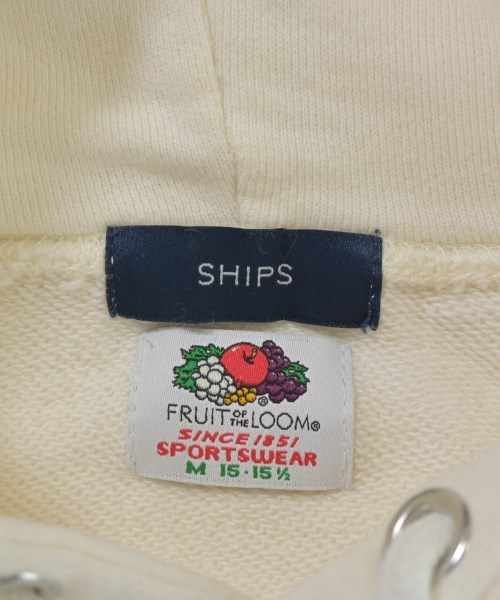 SHIPS
FRUIT OF THE LOOM®
SINCE 1851
SPORTSWEAR
M 15-15½